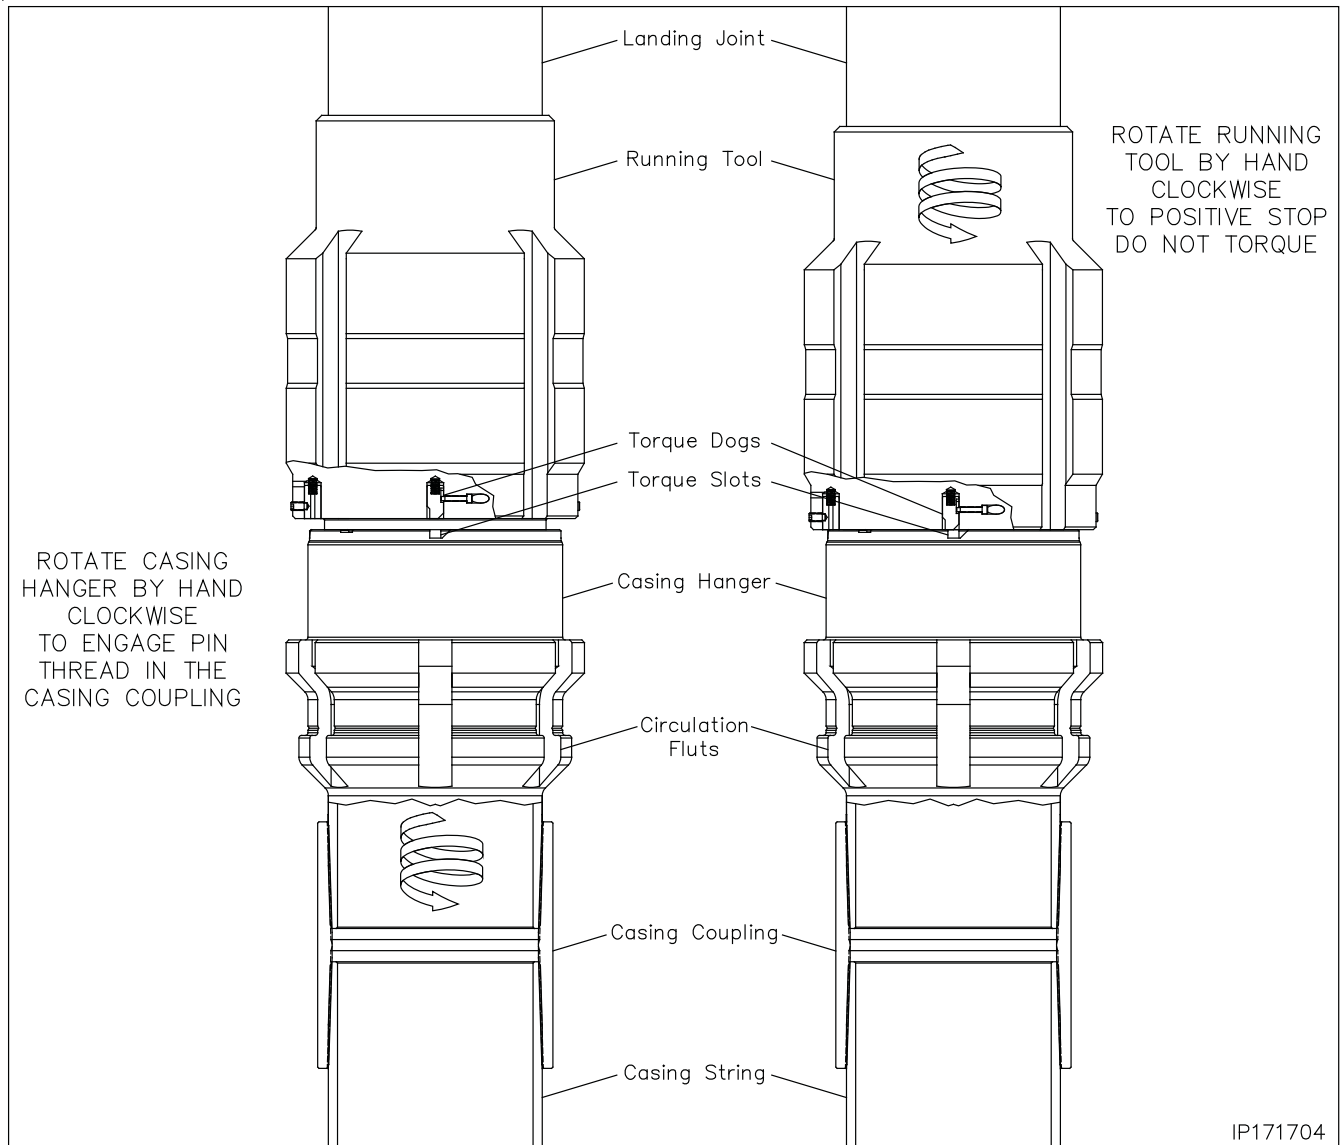 Landing Joint
ROTATE RUNNING
TOOL BY HAND
CLOCKWISE
TO POSITIVE STOP
DO NOT TORQUE
Running Tool
Torque Dogs
Torque Slots
ROTATE CASING
HANGER BY HAND
CLOCKWISE
TO ENGAGE PIN
THREAD IN THE
CASING COUPLING
Casing Hanger
Circulation
Fluts
Casing Coupling
Casing String
IP171704